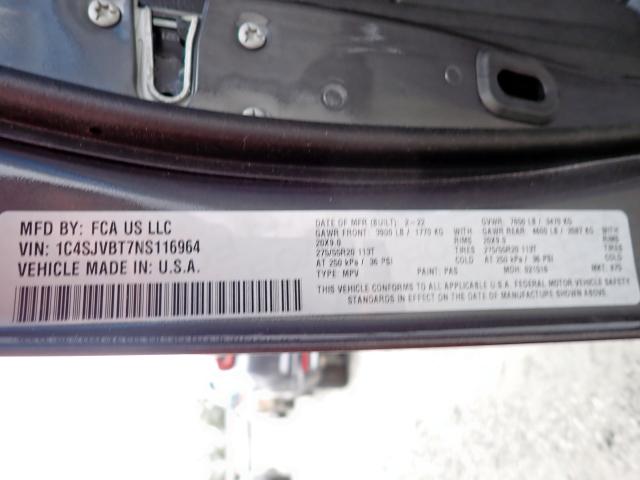 MFD BY: FCA US LLC
VIN: 1C4SJVBT7NS116964
VEHICLE MADE IN: U.S.A.
DATE OF MFR (BUILT) 2-22 GVWR: 7650 LB / 3470 KG
GAWR FRONT 3900 LB / 1770 KG WITH GAWR REAR 4600 LB / 2087 KG WITH
20X9.0 RIMS 20X9.0 RIMS
275/55R20 113T TIRES 275/55R20 113T TIRES
AT 250 kPa / 36 PSI COLD AT 250 kPa / 36 PSI COLD
TYPE: MPV PAINT: PAS MDH: 021516
THIS VEHICLE CONFORMS TO ALL APPLICABLE U.S.A. FEDERAL MOTOR VEHICLE SAFETY
STANDARDS IN EFFECT ON THE DATE OF MANUFACTURE SHOWN ABOVE.